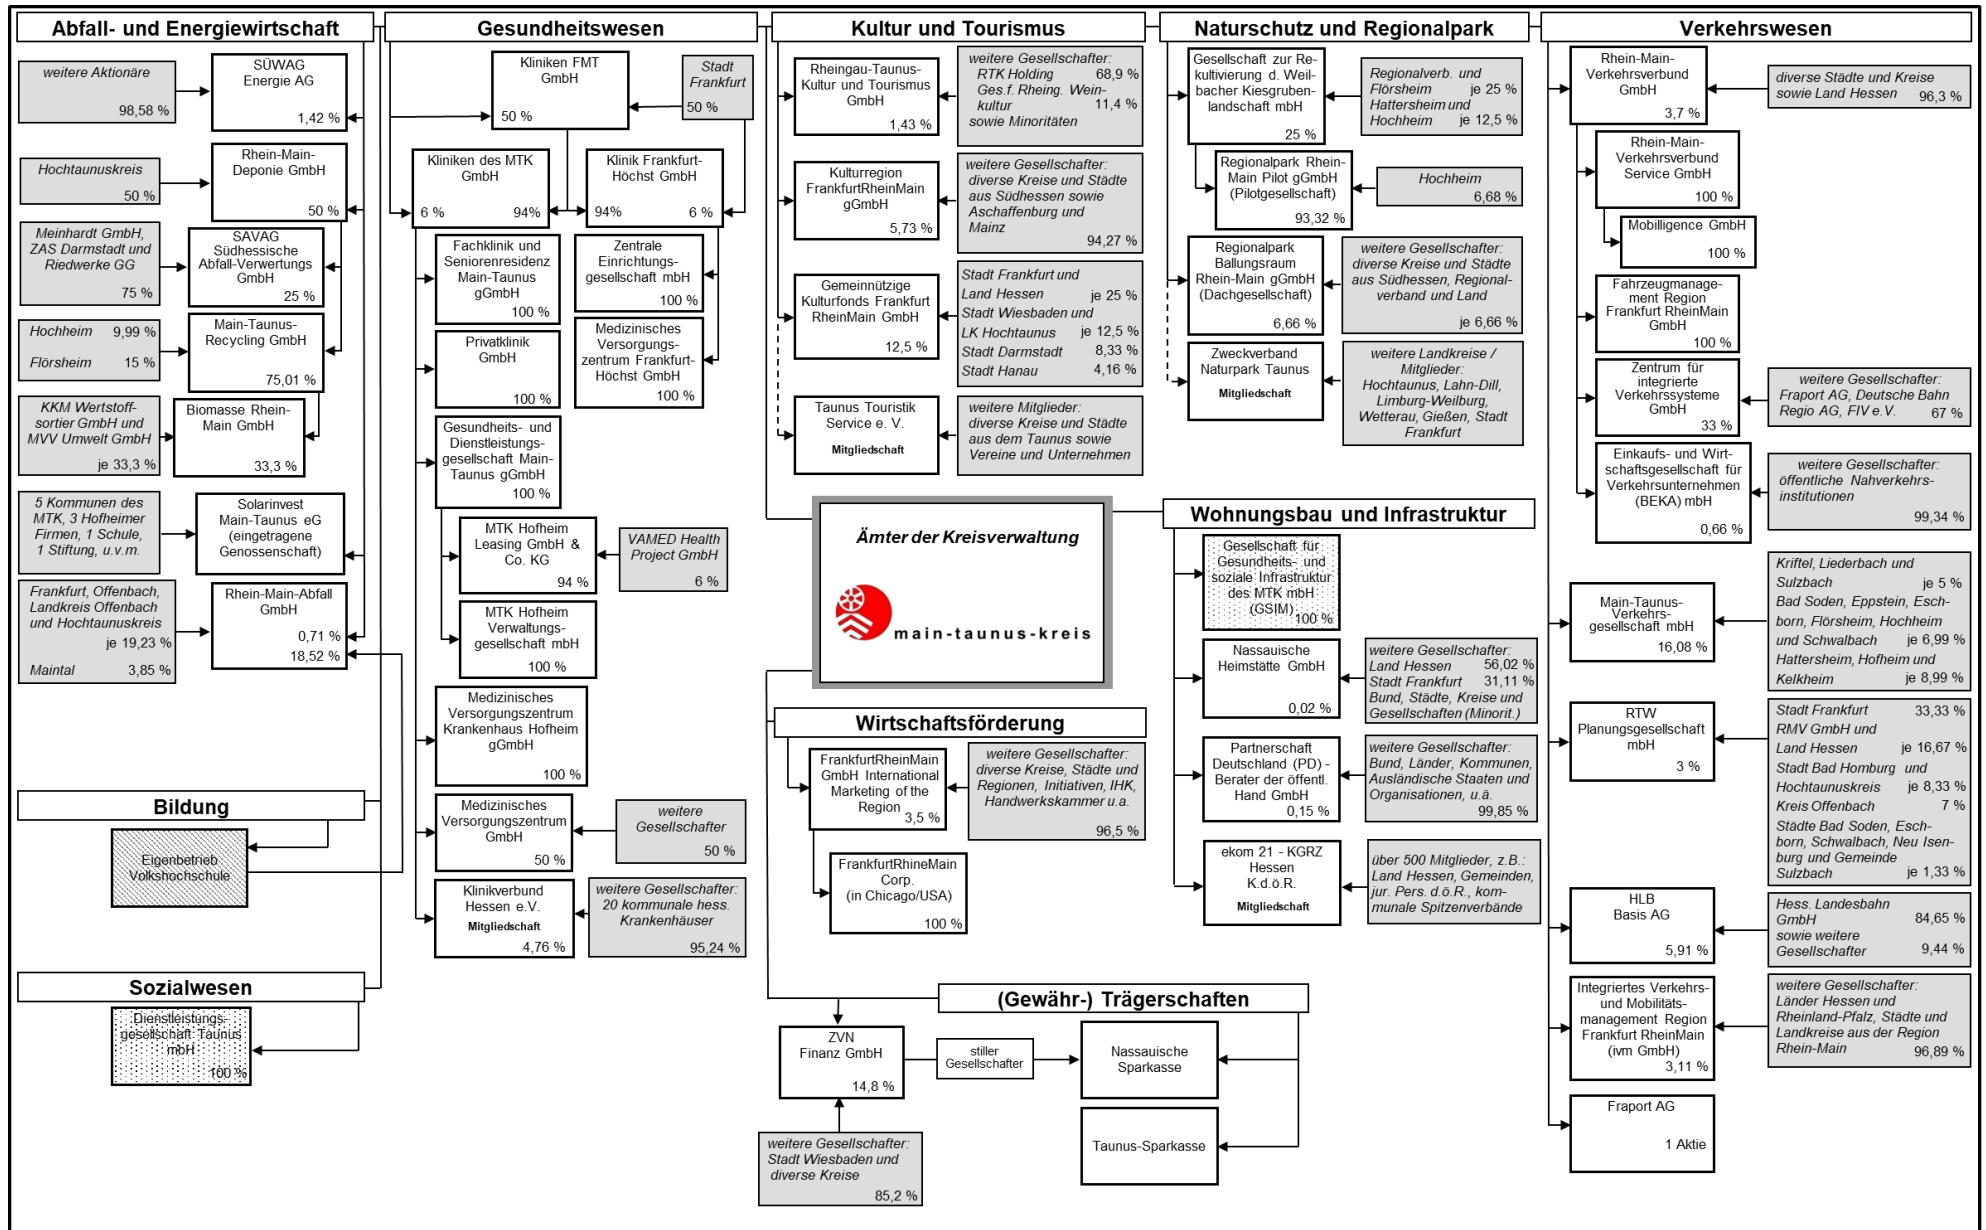 Abfall- und Energiewirtschaft
weitere Aktionäre
98,58 %
SÜWAG
Energie AG
1,42 %
Hochtaunuskreis
50 %
Rhein-Main-
Deponie GmbH
50 %
Meinhardt GmbH,
ZAS Darmstadt und
Riedwerke GG
75 %
SAVAG
Südhessische
Abfall-Verwertungs
GmbH
25 %
Hochheim 9,99 %
Flörsheim 15 %
Main-Taunus-
Recycling GmbH
75,01 %
KKM Wertstoff-
sortier GmbH und
MVV Umwelt GmbH
je 33,3 %
Biomasse Rhein-
Main GmbH
33,3 %
5 Kommunen des
MTK, 3 Hofheimer
Firmen, 1 Schule,
1 Stiftung, u.v.m.
Solarinvest
Main-Taunus eG
(eingetragene
Genossenschaft)
Frankfurt, Offenbach,
Landkreis Offenbach
und Hochtaunuskreis
je 19,23 %
Maintal 3,85 %
Rhein-Main-Abfall
GmbH
0,71 %
18,52 %
Bildung
Eigenbetrieb
Volkshochschule
Sozialwesen
Dienstleistungs-
gesellschaft Taunus
mbH
100 %
Gesundheitswesen
Kliniken FMT
GmbH
50 %
Stadt
Frankfurt
50 %
Kliniken des MTK
GmbH
6 % 94%
Klinik Frankfurt-
Höchst GmbH
94% 6 %
Fachklinik und
Seniorenresidenz
Main-Taunus
gGmbH
100 %
Zentrale
Einrichtungs-
gesellschaft mbH
100 %
Privatklinik
GmbH
100 %
Medizinisches
Versorgungs-
zentrum Frankfurt-
Höchst GmbH
100 %
Gesundheits- und
Dienstleistungs-
gesellschaft Main-
Taunus gGmbH
100 %
MTK Hofheim
Leasing GmbH &
Co. KG
94 %
VAMED Health
Project GmbH
6 %
MTK Hofheim
Verwaltungs-
gesellschaft mbH
100 %
Medizinisches
Versorgungszentrum
Krankenhaus Hofheim
gGmbH
100 %
Medizinisches
Versorgungszentrum
GmbH
50 %
weitere
Gesellschafter
50 %
Klinikverbund
Hessen e.V.
Mitgliedschaft
4,76 %
weitere Gesellschafter:
20 kommunale hess.
Krankenhäuser
95,24 %
Kultur und Tourismus
Rheingau-Taunus-
Kultur und Tourismus
GmbH
1,43 %
weitere Gesellschafter:
RTK Holding 68,9 %
Ges.f. Rheing. Wein-
kultur 11,4 %
sowie Minoritäten
Kulturregion
FrankfurtRheinMain
gGmbH
5,73 %
weitere Gesellschafter:
diverse Kreise und Städte
aus Südhessen sowie
Aschaffenburg und
Mainz
94,27 %
Gemeinnützige
Kulturfonds Frankfurt
RheinMain GmbH
12,5 %
Stadt Frankfurt und
Land Hessen je 25 %
Stadt Wiesbaden und
LK Hochtaunus je 12,5 %
Stadt Darmstadt 8,33 %
Stadt Hanau 4,16 %
Taunus Touristik
Service e. V.
Mitgliedschaft
weitere Mitglieder:
diverse Kreise und Städte
aus dem Taunus sowie
Vereine und Unternehmen
Ämter der Kreisverwaltung
main-taunus-kreis
Wirtschaftsförderung
FrankfurtRheinMain
GmbH International
Marketing of the
Region
3,5 %
weitere Gesellschafter:
diverse Kreise, Städte und
Regionen, Initiativen, IHK,
Handwerkskammer u.a.
96,5 %
FrankfurtRhineMain
Corp.
(in Chicago/USA)
100 %
(Gewähr-) Trägerschaften
ZVN
Finanz GmbH
14,8 %
stiller
Gesellschafter
Nassauische
Sparkasse
Taunus-Sparkasse
weitere Gesellschafter:
Stadt Wiesbaden und
diverse Kreise
85,2 %
Naturschutz und Regionalpark
Gesellschaft zur Re-
kultivierung d. Weil-
bacher Kiesgruben-
landschaft mbH
25 %
Regionalverb. und
Flörsheim je 25 %
Hattersheim und
Hochheim je 12,5 %
Regionalpark Rhein-
Main Pilot gGmbH
(Pilotgesellschaft)
93,32 %
Hochheim
6,68 %
Regionalpark
Ballungsraum
Rhein-Main gGmbH
(Dachgesellschaft)
6,66 %
weitere Gesellschafter:
diverse Kreise und Städte
aus Südhessen, Regional-
verband und Land
je 6,66 %
Zweckverband
Naturpark Taunus
Mitgliedschaft
weitere Landkreise /
Mitglieder:
Hochtaunus, Lahn-Dill,
Limburg-Weilburg,
Wetterau, Gießen, Stadt
Frankfurt
Wohnungsbau und Infrastruktur
Gesellschaft für
Gesundheits- und
soziale Infrastruktur
des MTK mbH
(GSIM)
100 %
Nassauische
Heimstätte GmbH
0,02 %
weitere Gesellschafter:
Land Hessen 56,02 %
Stadt Frankfurt 31,11 %
Bund, Städte, Kreise und
Gesellschaften (Minorit.)
Partnerschaft
Deutschland (PD) -
Berater der öffentl.
Hand GmbH
0,15 %
weitere Gesellschafter:
Bund, Länder, Kommunen,
Ausländische Staaten und
Organisationen, u.ä.
99,85 %
ekom 21 - KGRZ
Hessen
K.d.ö.R.
Mitgliedschaft
über 500 Mitglieder, z.B.:
Land Hessen, Gemeinden,
jur. Pers. d.ö.R., kom-
munale Spitzenverbände
Verkehrswesen
Rhein-Main-
Verkehrsverbund
GmbH
3,7 %
diverse Städte und Kreise
sowie Land Hessen
96,3 %
Rhein-Main-
Verkehrsverbund
Service GmbH
100 %
Mobilligence GmbH
100 %
Fahrzeugmanage-
ment Region
Frankfurt RheinMain
GmbH
100 %
Zentrum für
integrierte
Verkehrssysteme
GmbH
33 %
weitere Gesellschafter:
Fraport AG, Deutsche Bahn
Regio AG, FIV e.V. 67 %
Einkaufs- und Wirt-
schaftsgesellschaft für
Verkehrsunternehmen
(BEKA) mbH
0,66 %
weitere Gesellschafter:
öffentliche Nahverkehrs-
institutionen
99,34 %
Main-Taunus-
Verkehrs-
gesellschaft mbH
16,08 %
Kriftel, Liederbach und
Sulzbach je 5 %
Bad Soden, Eppstein, Esch-
born, Flörsheim, Hochheim
und Schwalbach je 6,99 %
Hattersheim, Hofheim und
Kelkheim je 8,99 %
RTW
Planungsgesellschaft
mbH
3 %
Stadt Frankfurt 33,33 %
RMV GmbH und
Land Hessen je 16,67 %
Stadt Bad Homburg und
Hochtaunuskreis je 8,33 %
Kreis Offenbach 7 %
Städte Bad Soden, Esch-
born, Schwalbach, Neu Isen-
burg und Gemeinde
Sulzbach je 1,33 %
HLB
Basis AG
5,91 %
Hess. Landesbahn
GmbH 84,65 %
sowie weitere
Gesellschafter 9,44 %
Integriertes Verkehrs-
und Mobilitäts-
management Region
Frankfurt RheinMain
(ivm GmbH)
3,11 %
weitere Gesellschafter:
Länder Hessen und
Rheinland-Pfalz, Städte und
Landkreise aus der Region
Rhein-Main 96,89 %
Fraport AG
1 Aktie